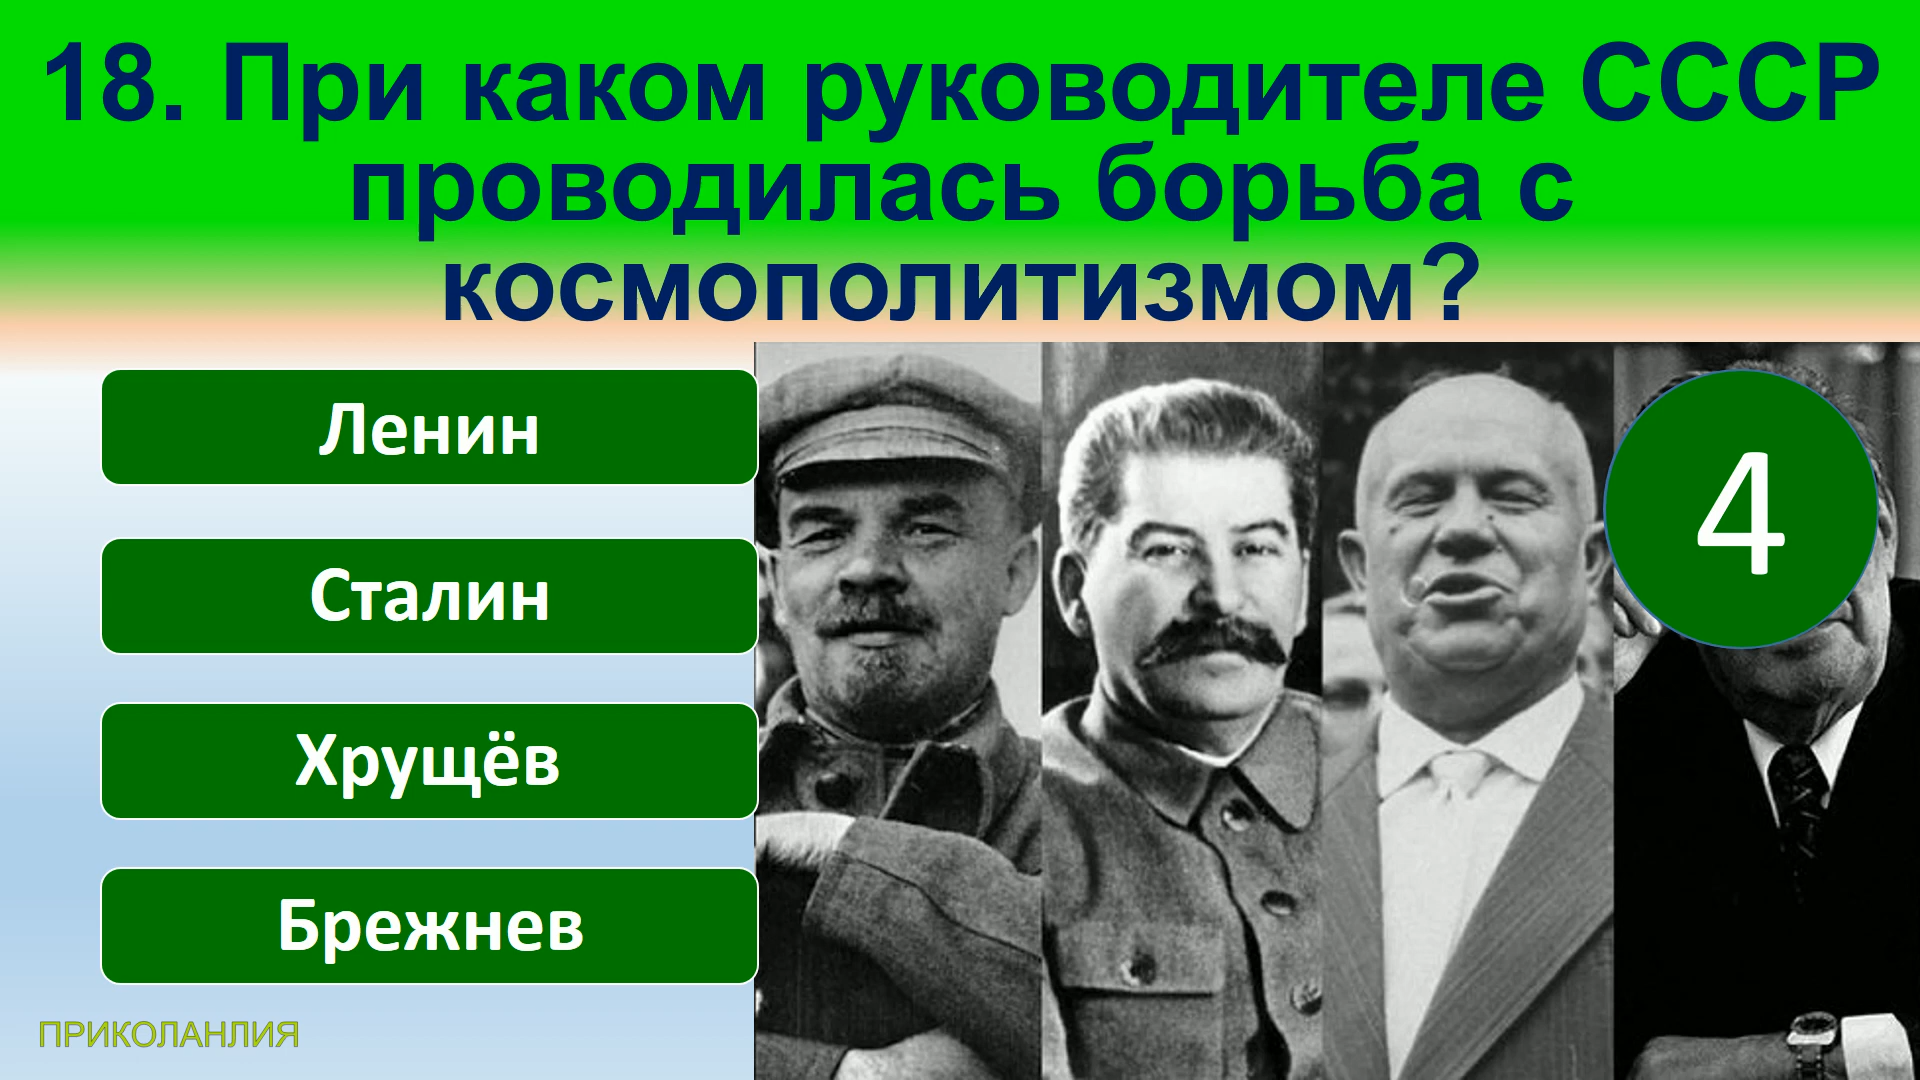 18. При каком руководителе СССР
проводилась борьба с
космополитизмом?
Ленин
4
Сталин
Хрущёв
Брежнев
ПРИКОЛАНЛИЯ